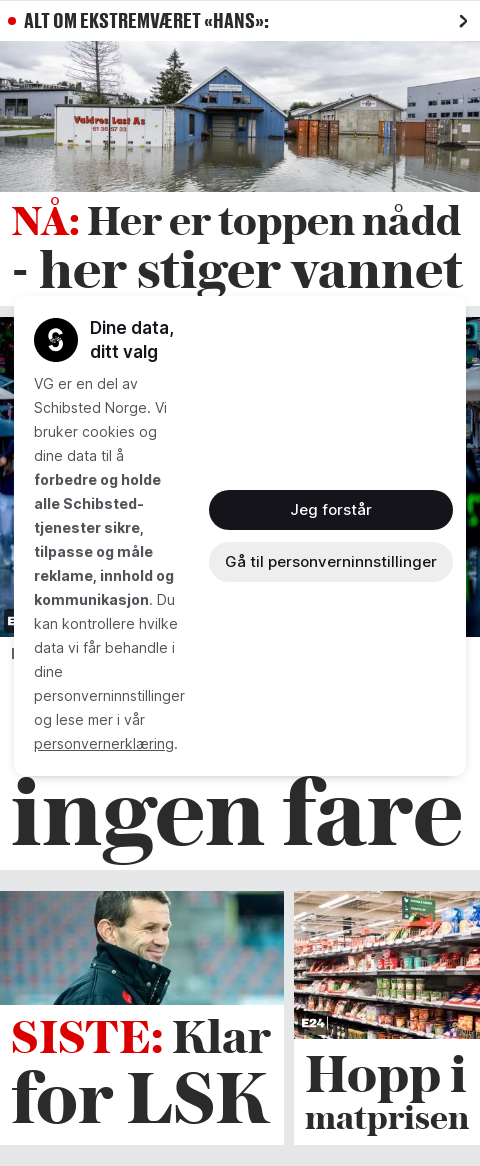 ALT OM EKSTREMVÆRET «HANS»:
Valdres Last As
61 36 57 33
NÅ: Her er toppen nådd
- her stiger vannet
Dine data,
ditt valg
VG er en del av
Schibsted Norge. Vi
bruker cookies og
dine data til å
forbedre og holde
alle Schibsted-
tjenester sikre,
tilpasse og måle
reklame, innhold og
kommunikasjon. Du
kan kontrollere hvilke
data vi får behandle i
dine
personverninnstillinger
og lese mer i vår
personvernerklæring.
Jeg forstår
Gå til personverninnstillinger
ingen fare
SISTE: Klar
for LSK
E24
Hopp i
matprisen